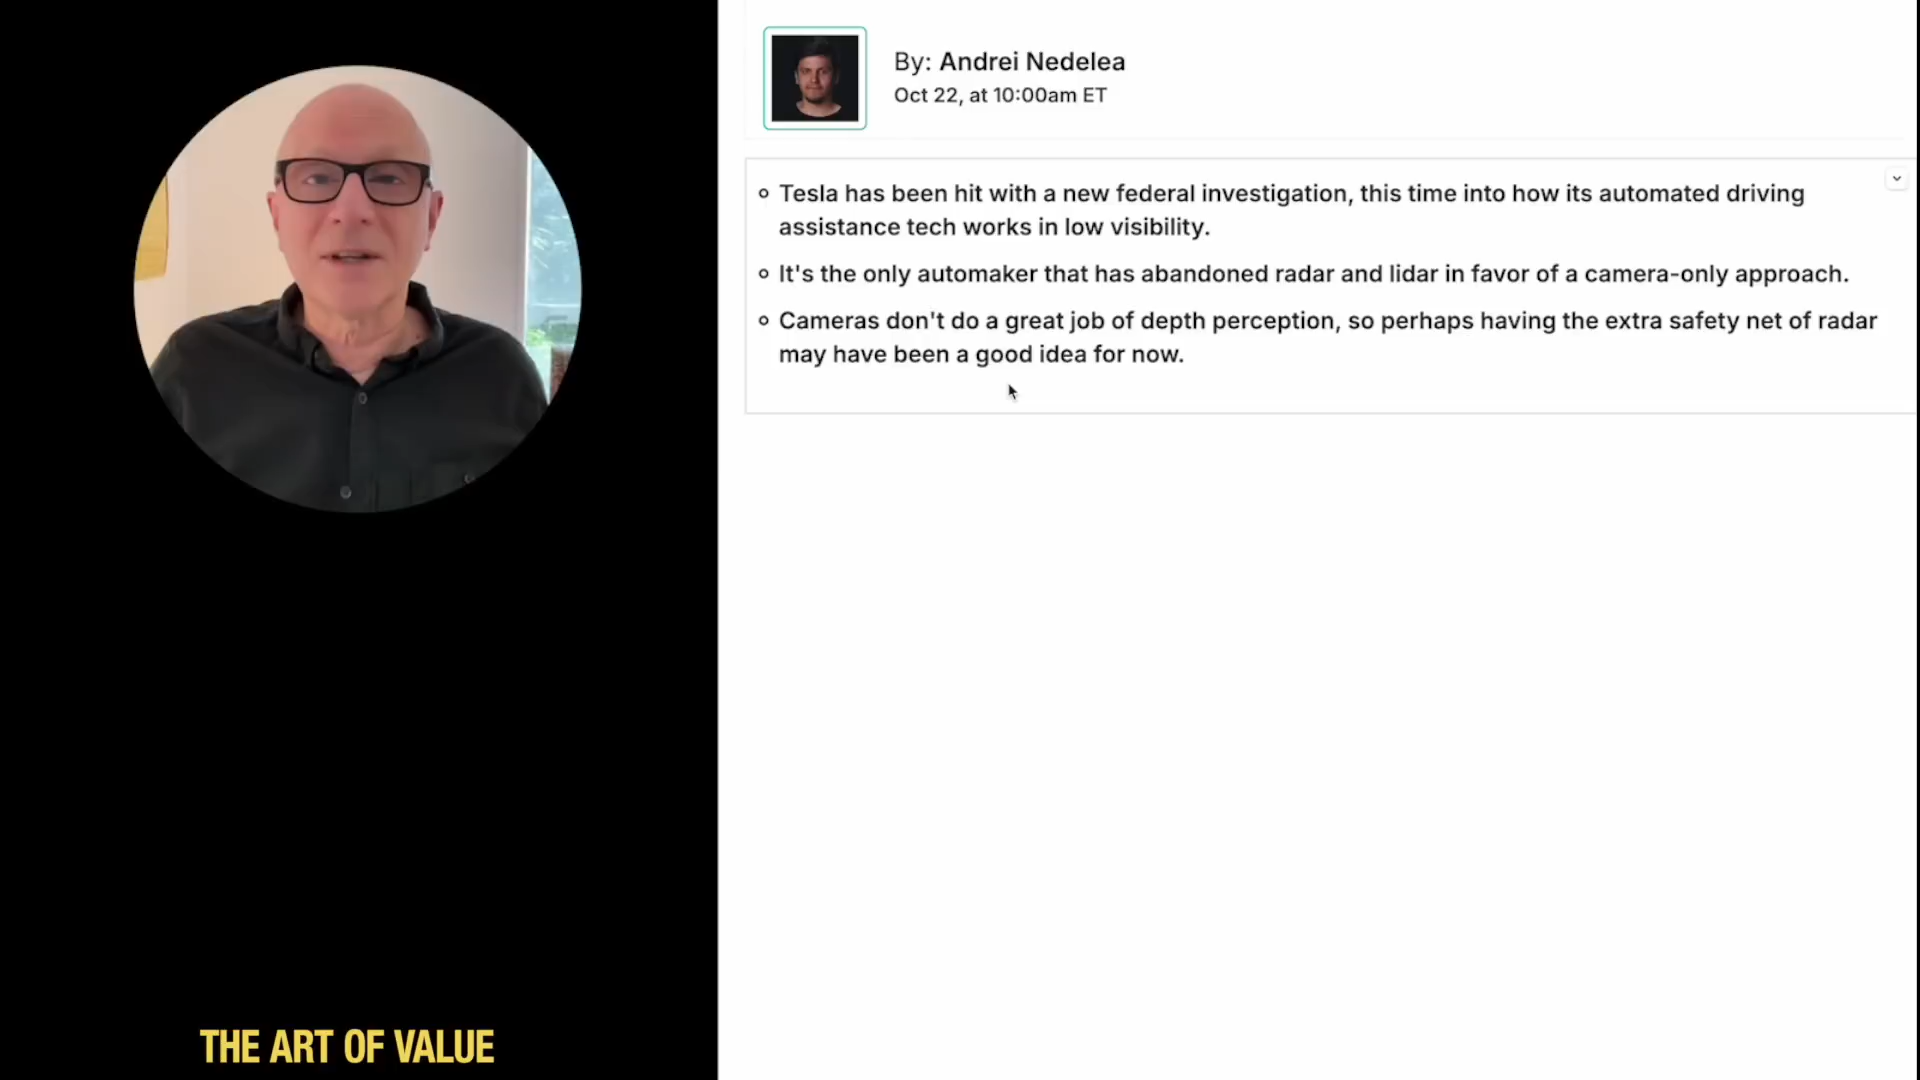 By: Andrei Nedelea
Oct 22, at 10:00am ET
Tesla has been hit with a new federal investigation, this time into how its automated driving
assistance tech works in low visibility.
It's the only automaker that has abandoned radar and lidar in favor of a camera-only approach.
Cameras don't do a great job of depth perception, so perhaps having the extra safety net of radar
may have been a good idea for now.
THE ART OF VALUE